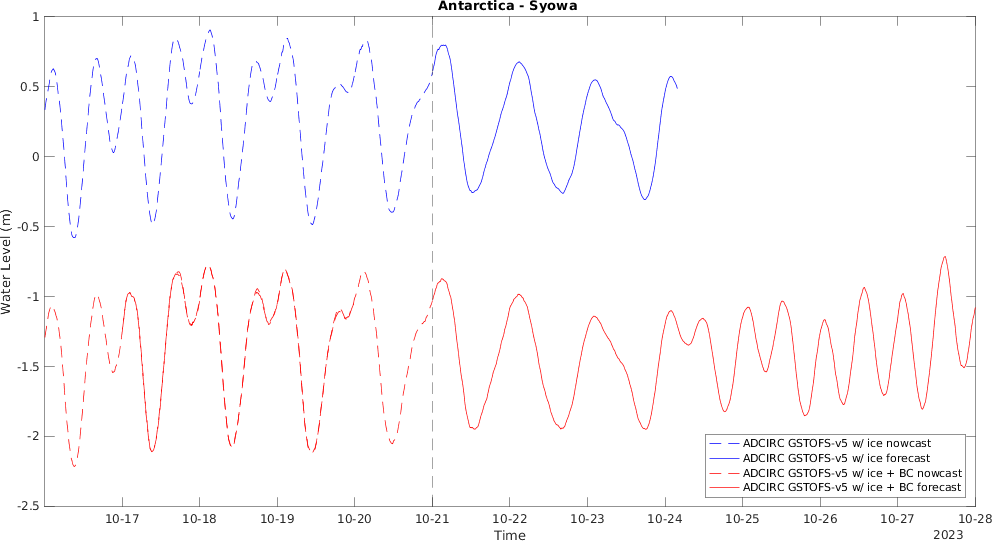 Antarctica - Syowa
Water Level (m)
1
0.5
0
-0.5
-1
-1.5
-2
-2.5
ADCIRC GSTOFS-v5 w/ ice nowcast
ADCIRC GSTOFS-v5 w/ ice forecast
ADCIRC GSTOFS-v5 w/ ice + BC nowcast
ADCIRC GSTOFS-v5 w/ ice + BC forecast
10-17 10-18 10-19 10-20 10-21 10-22 10-23 10-24 10-25 10-26 10-27 10-28
Time 2023